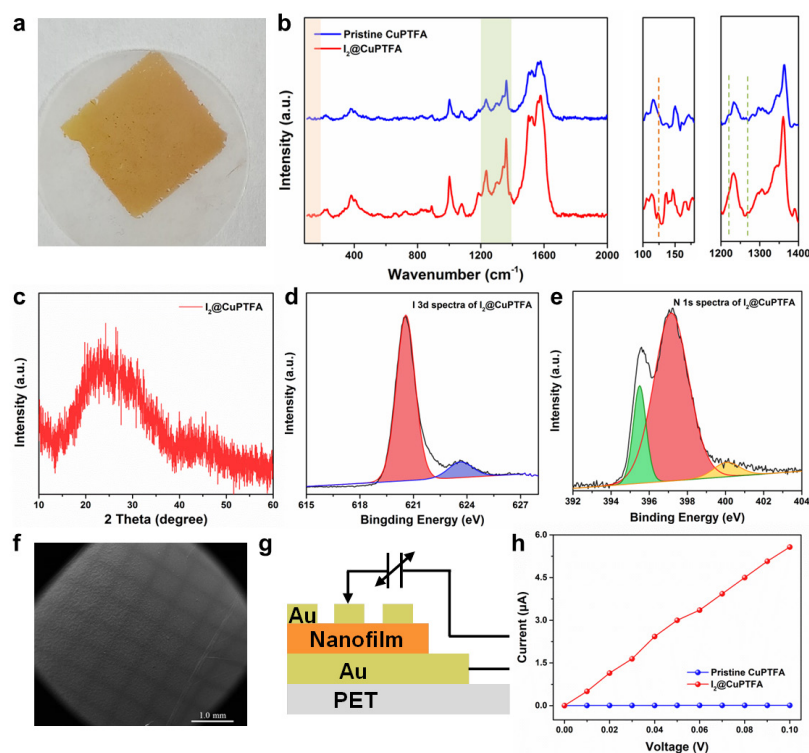 a
b
Pristine CuPTFA
I₂@CuPTFA
Intensity (a.u.)
400 800 1200 1600 2000
Wavenumber (cm⁻¹)
100 150
1200 1300 1400
c
I₂@CuPTFA
Intensity (a.u.)
10 20 30 40 50 60
2 Theta (degree)
d
I 3d spectra of I₂@CuPTFA
Intensity (a.u.)
615 618 621 624 627
Bingding Energy (eV)
e
N 1s spectra of I₂@CuPTFA
Intensity (a.u.)
392 394 396 398 400 402 404
Binding Energy (eV)
f
1.0 mm
g
Au
Nanofilm
Au
PET
h
Current (μA)
6.0
4.5
3.0
1.5
0.0
Pristine CuPTFA
I₂@CuPTFA
0.00 0.02 0.04 0.06 0.08 0.10
Voltage (V)